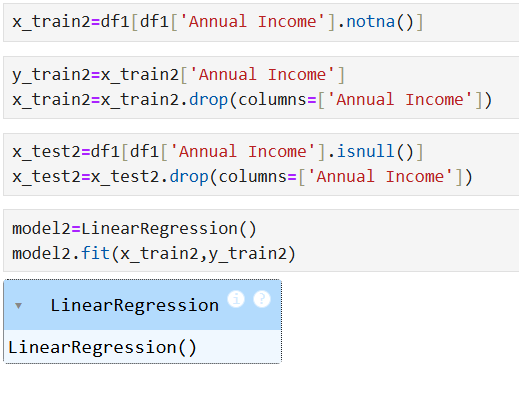 x_train2=df1[df1['Annual Income'].notna()]
y_train2=x_train2['Annual Income']
x_train2=x_train2.drop(columns=['Annual Income'])
x_test2=df1[df1['Annual Income'].isnull()]
x_test2=x_test2.drop(columns=['Annual Income'])
model2=LinearRegression()
model2.fit(x_train2,y_train2)
▾ LinearRegression i ?
LinearRegression()